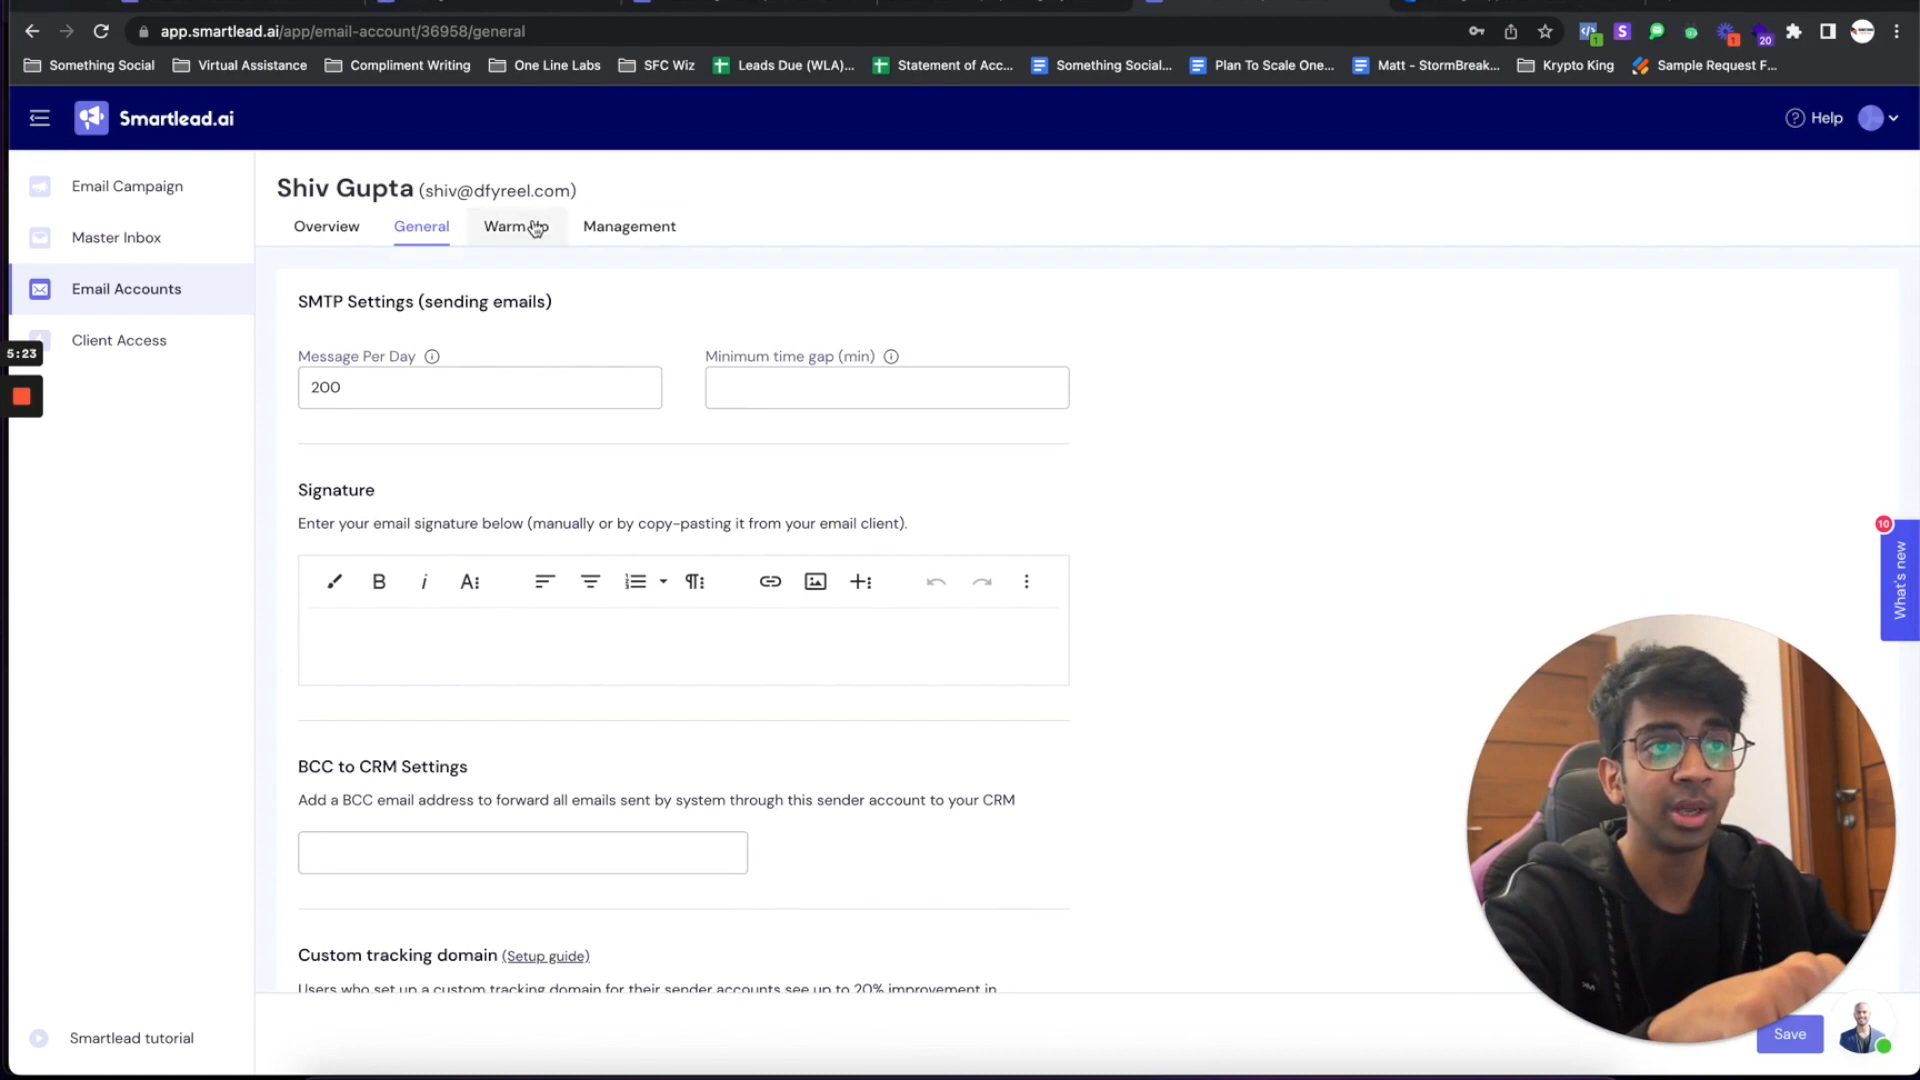 app.smartlead.ai/app/email-account/36958/general
1
1
20
Something Social
Virtual Assistance
Compliment Writing
One Line Labs
SFC Wiz
Leads Due (WLA)...
Statement of Acc...
Something Social...
Plan To Scale One...
Matt - StormBreak...
Krypto King
Sample Request F...
Smartlead.ai
Help
Email Campaign
Master Inbox
Email Accounts
Client Access
5:23
Shiv Gupta (shiv@dfyreel.com)
Overview
General
Management
SMTP Settings (sending emails)
Message Per Day
Minimum time gap (min)
200
Signature
Enter your email signature below (manually or by copy-pasting it from your email client).
BCC to CRM Settings
Add a BCC email address to forward all emails sent by system through this sender account to your CRM
Custom tracking domain (Setup guide)
Users who set up a custom tracking domain for their sender accounts see up to 20% improvement in
10
What's new
Save
Smartlead tutorial